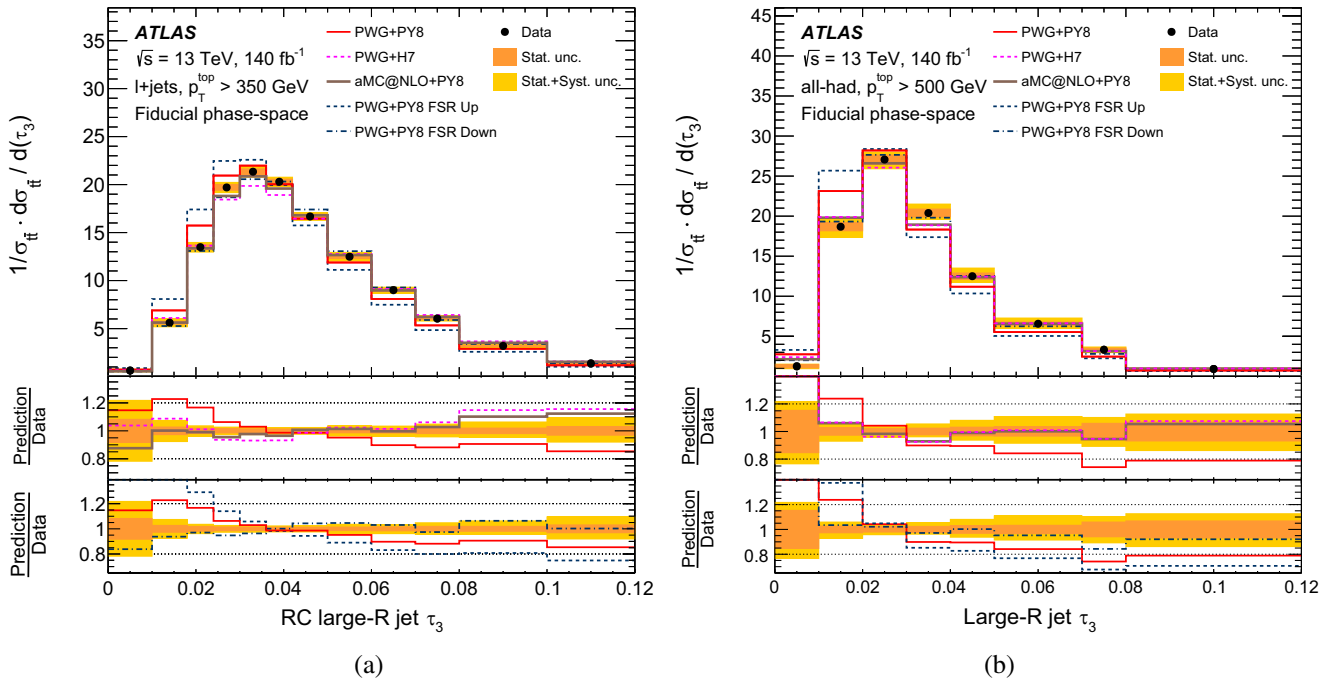 ATLAS
√s = 13 TeV, 140 fb⁻¹
l+jets, p_T^top > 350 GeV
Fiducial phase-space
PWG+PY8
PWG+H7
aMC@NLO+PY8
PWG+PY8 FSR Up
PWG+PY8 FSR Down
Data
Stat. unc.
Stat.+Syst. unc.
1/σ_tt̄ · dσ_tt̄ / d(τ₃)
35
30
25
20
15
10
5
Prediction
Data
1.2
1
0.8
Prediction
Data
1.2
1
0.8
0 0.02 0.04 0.06 0.08 0.1 0.12
RC large-R jet τ₃
(a)
ATLAS
√s = 13 TeV, 140 fb⁻¹
all-had, p_T^top > 500 GeV
Fiducial phase-space
PWG+PY8
PWG+H7
aMC@NLO+PY8
PWG+PY8 FSR Up
PWG+PY8 FSR Down
Data
Stat. unc.
Stat.+Syst. unc.
1/σ_tt̄ · dσ_tt̄ / d(τ₃)
45
40
35
30
25
20
15
10
5
Prediction
Data
1.2
1
0.8
Prediction
Data
1.2
1
0.8
0 0.02 0.04 0.06 0.08 0.1 0.12
Large-R jet τ₃
(b)